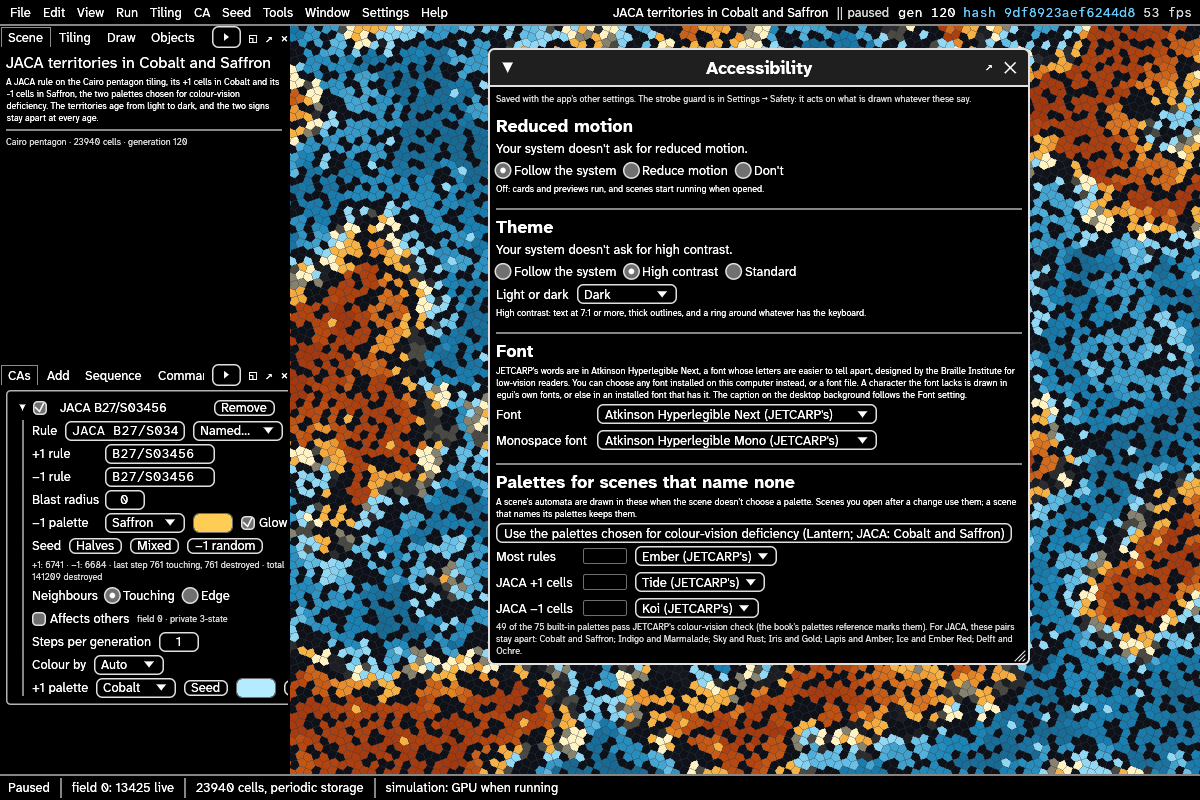 File Edit View Run Tiling CA Seed Tools Window Settings Help
JACA territories in Cobalt and Saffron || paused gen 120 hash 9df8923aef6244d8 53 fps
Scene Tiling Draw Objects
JACA territories in Cobalt and Saffron
A JACA rule on the Cairo pentagon tiling, its +1 cells in Cobalt and its
-1 cells in Saffron, the two palettes chosen for colour-vision
deficiency. The territories age from light to dark, and the two signs
stay apart at every age.
Cairo pentagon · 23940 cells · generation 120
CAs Add Sequence Comma
JACA B27/S03456 Remove
Rule JACA B27/S034 Named...
+1 rule B27/S03456
−1 rule B27/S03456
Blast radius 0
−1 palette Saffron Glow
Seed Halves Mixed −1 random
+1: 6741 · −1: 6684 · last step 761 touching, 761 destroyed · total
141209 destroyed
Neighbours Touching Edge
Affects others field 0 · private 3-state
Steps per generation 1
Colour by Auto
+1 palette Cobalt Seed
Accessibility
Saved with the app's other settings. The strobe guard is in Settings → Safety: it acts on what is drawn whatever these say.
Reduced motion
Your system doesn't ask for reduced motion.
Follow the system Reduce motion Don't
Off: cards and previews run, and scenes start running when opened.
Theme
Your system doesn't ask for high contrast.
Follow the system High contrast Standard
Light or dark Dark
High contrast: text at 7:1 or more, thick outlines, and a ring around whatever has the keyboard.
Font
JETCARP's words are in Atkinson Hyperlegible Next, a font whose letters are easier to tell apart, designed by the Braille Institute for
low-vision readers. You can choose any font installed on this computer instead, or a font file. A character the font lacks is drawn in
egui's own fonts, or else in an installed font that has it. The caption on the desktop background follows the Font setting.
Font Atkinson Hyperlegible Next (JETCARP's)
Monospace font Atkinson Hyperlegible Mono (JETCARP's)
Palettes for scenes that name none
A scene's automata are drawn in these when the scene doesn't choose a palette. Scenes you open after a change use them; a scene
that names its palettes keeps them.
Use the palettes chosen for colour-vision deficiency (Lantern; JACA: Cobalt and Saffron)
Most rules Ember (JETCARP's)
JACA +1 cells Tide (JETCARP's)
JACA −1 cells Koi (JETCARP's)
49 of the 75 built-in palettes pass JETCARP's colour-vision check (the book's palettes reference marks them). For JACA, these pairs
stay apart: Cobalt and Saffron; Indigo and Marmalade; Sky and Rust; Iris and Gold; Lapis and Amber; Ice and Ember Red; Delft and
Ochre.
Paused field 0: 13425 live 23940 cells, periodic storage simulation: GPU when running